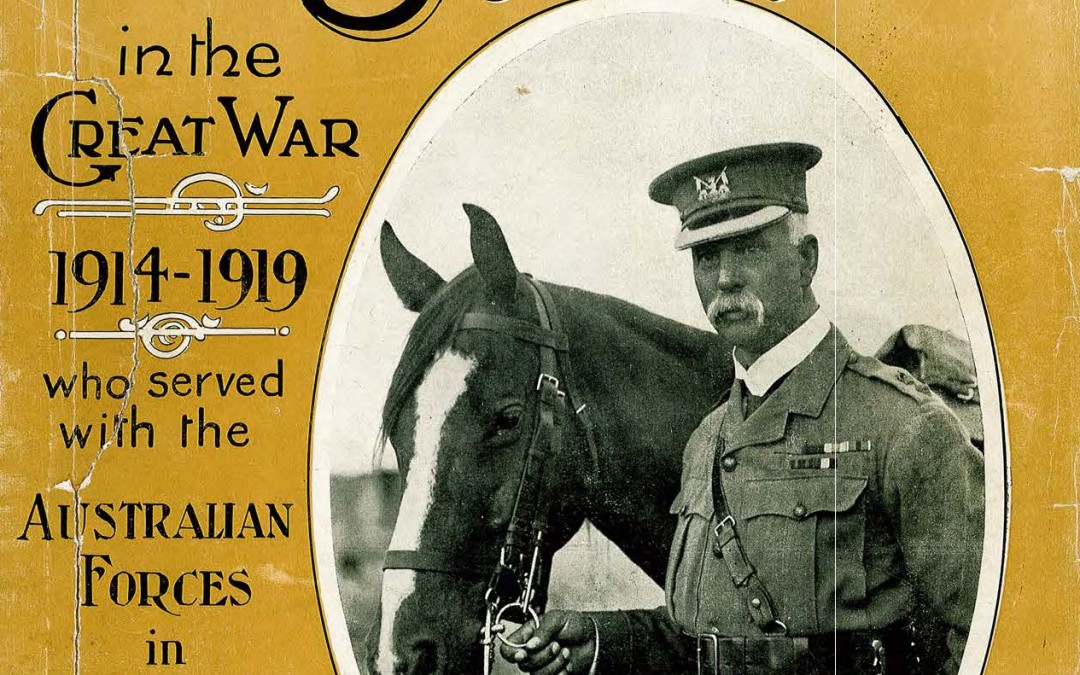 in the
GREAT WAR
1914-1919
who served
with the
AUSTRALIAN
FORCES
in